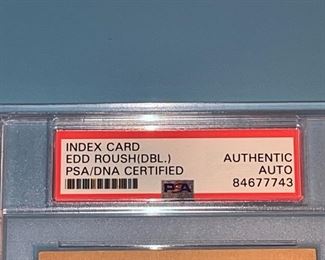 INDEX CARD
EDD ROUSH(DBL.) AUTHENTIC
PSA/DNA CERTIFIED AUTO
PSA 84677743